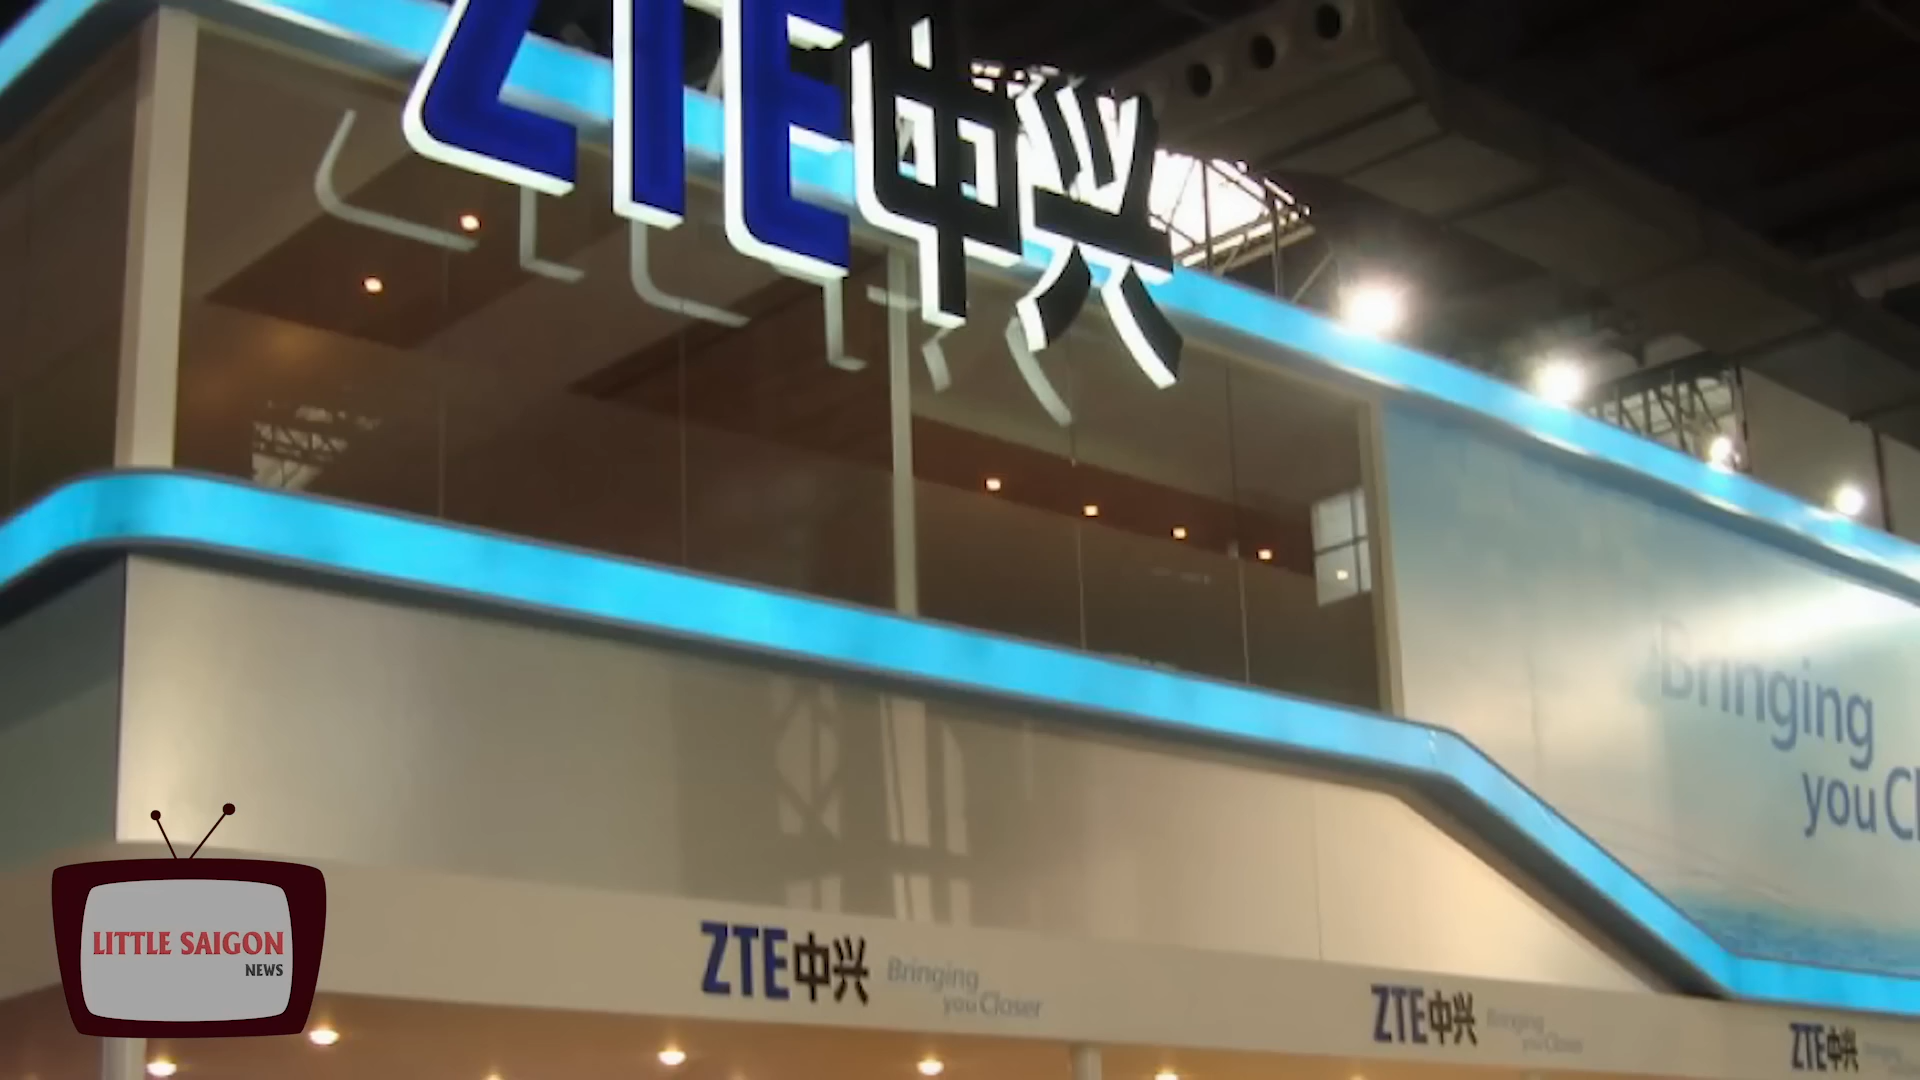 ZTE中兴
Bringing
you Cl
ZTE中兴 Bringing
you Closer
ZTE中兴 Bringing
you Closer
ZTE中兴
LITTLE SAIGON
NEWS